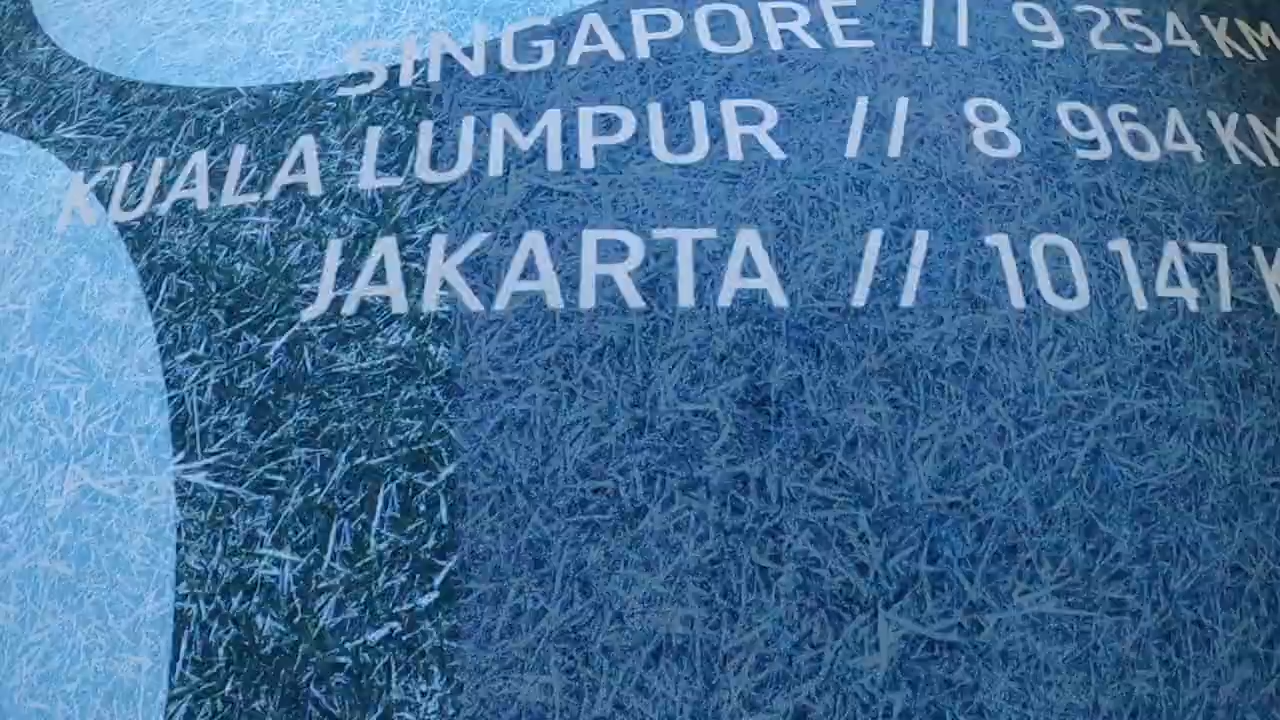 SINGAPORE // 9 254 KM
KUALA LUMPUR // 8 964 KM
JAKARTA // 10 147 K